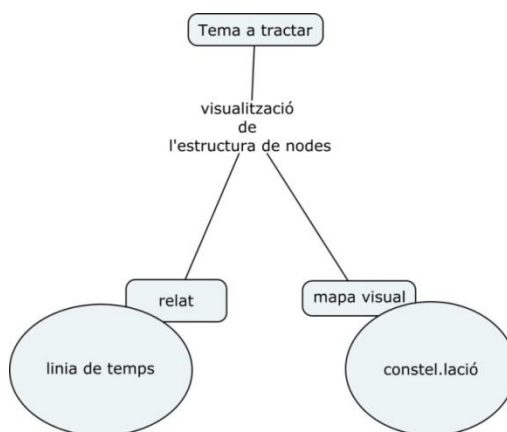 Tema a tractar
visualització
de
l'estructura de nodes
relat
mapa visual
linia de temps
constel.lació